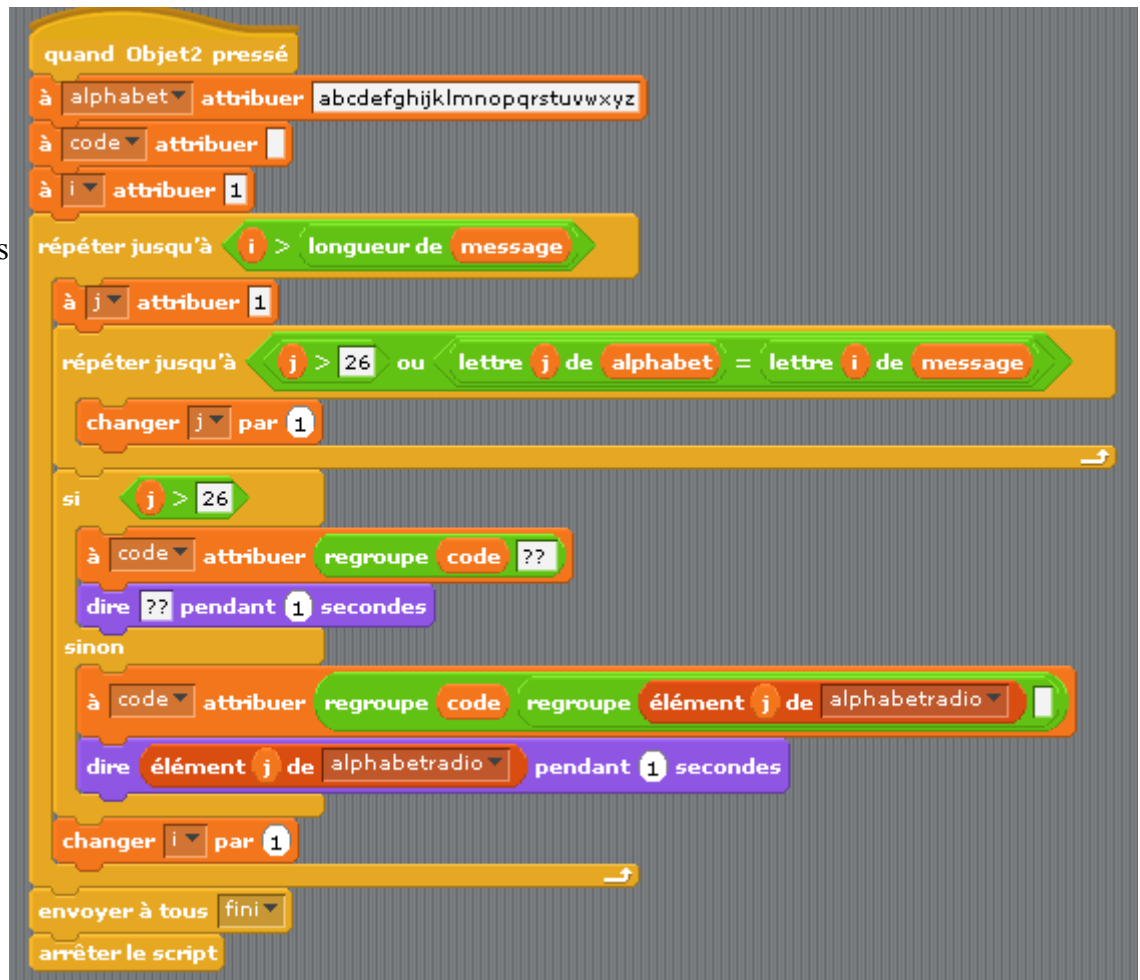 quand Objet2 pressé
à alphabet attribuer abcdefghijklmnopqrstuvwxyz
à code attribuer
à i attribuer 1
s
répéter jusqu'à i > longueur de message
à j attribuer 1
répéter jusqu'à j > 26 ou lettre j de alphabet = lettre i de message
changer j par 1
si j > 26
à code attribuer regroupe code ??
dire ?? pendant 1 secondes
sinon
à code attribuer regroupe code regroupe élément j de alphabetradio
dire élément j de alphabetradio pendant 1 secondes
changer i par 1
envoyer à tous fini
arrêter le script